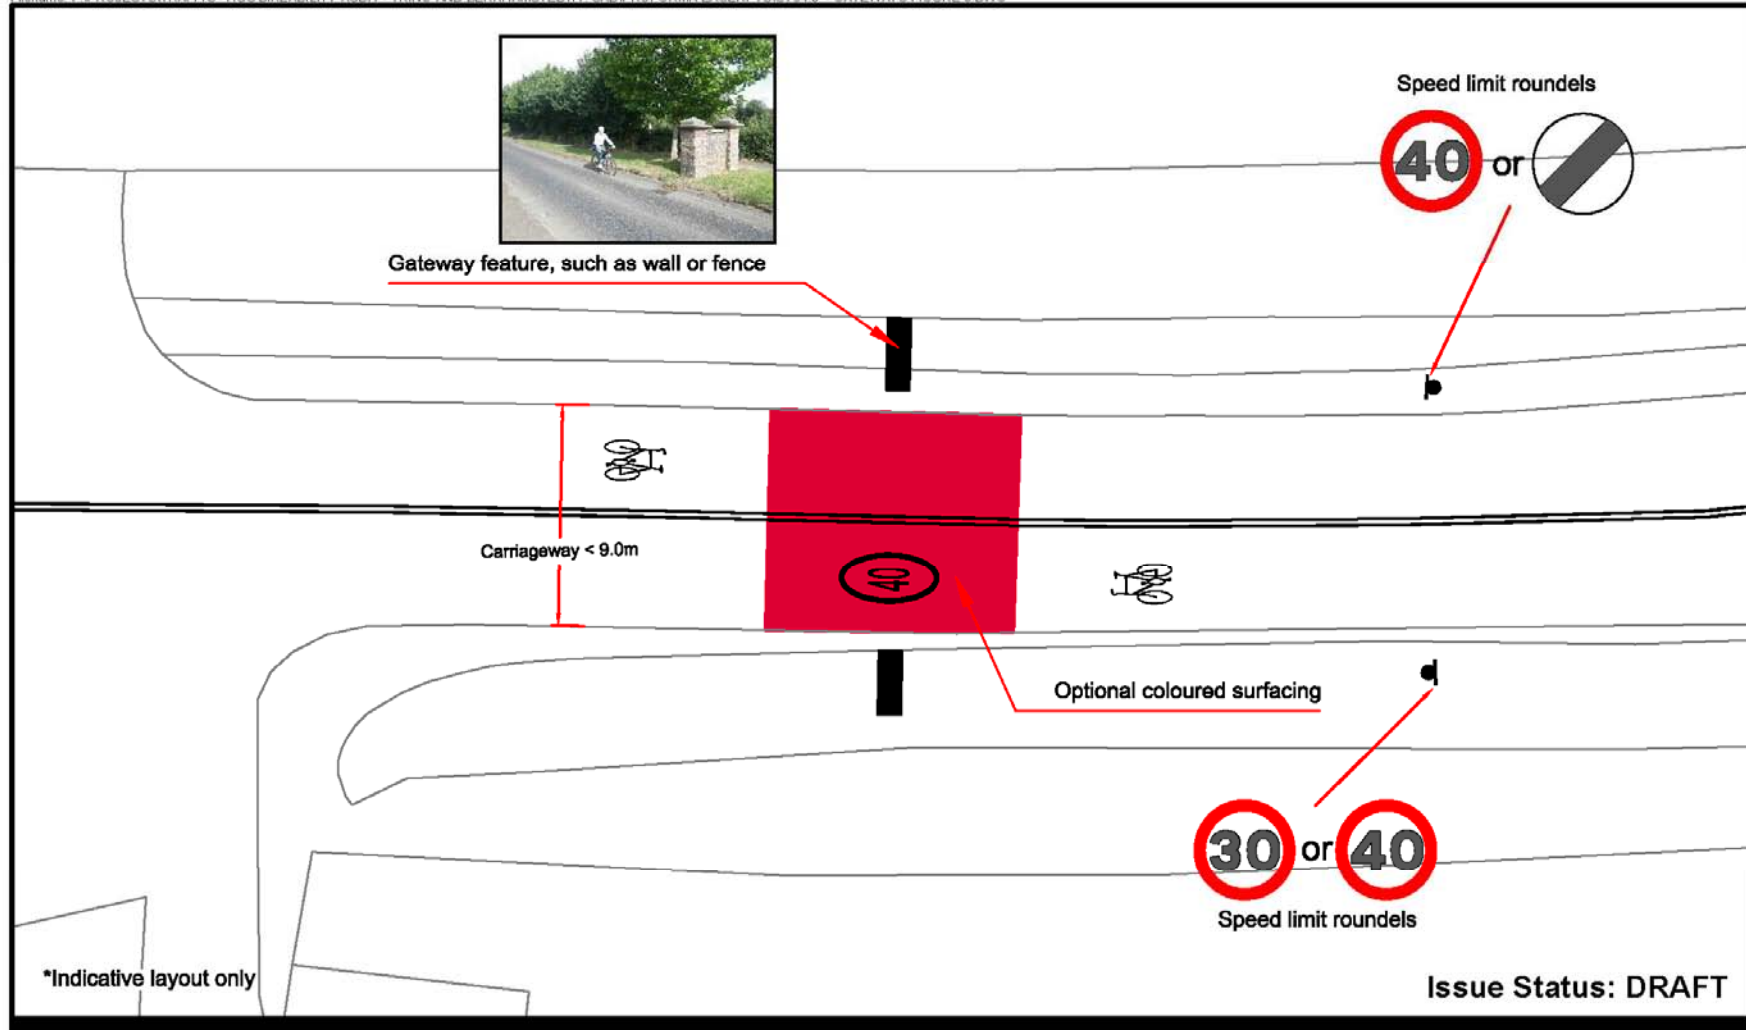 Speed limit roundels
40 or
Gateway feature, such as wall or fence
Carriageway < 9.0m
40
Optional coloured surfacing
30 or 40
Speed limit roundels
*Indicative layout only
Issue Status: DRAFT